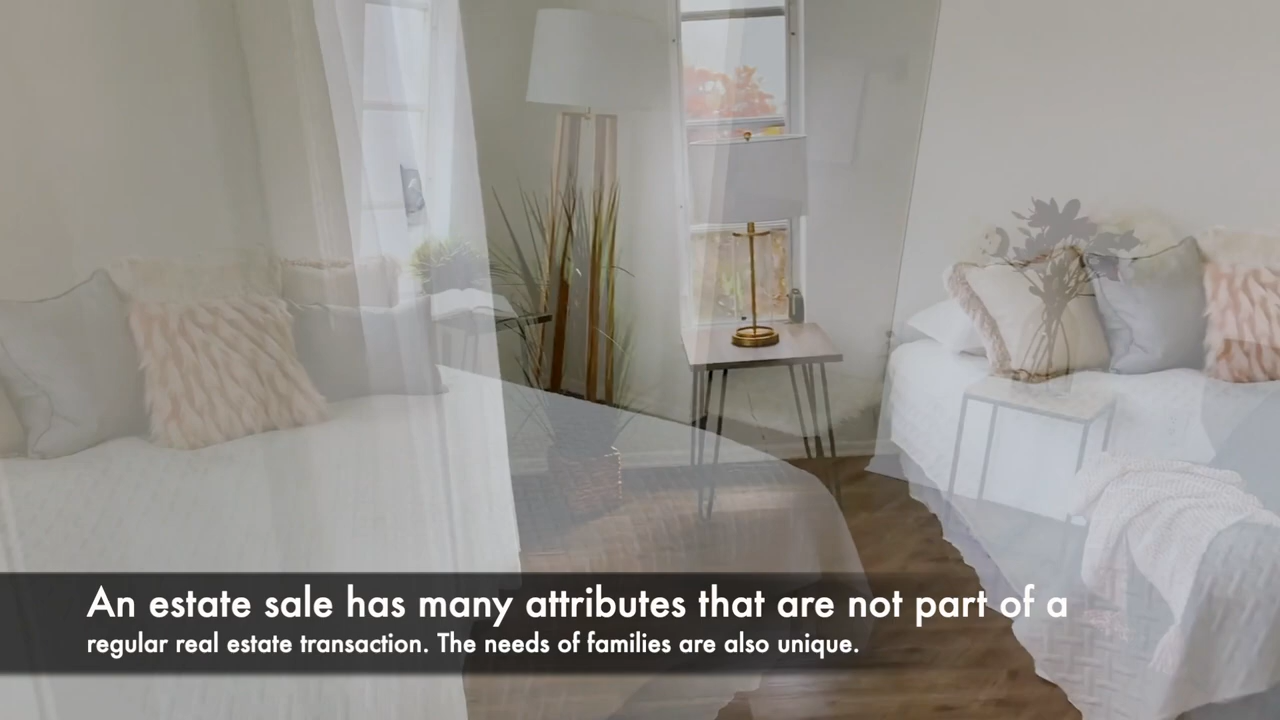 An estate sale has many attributes that are not part of a
regular real estate transaction. The needs of families are also unique.